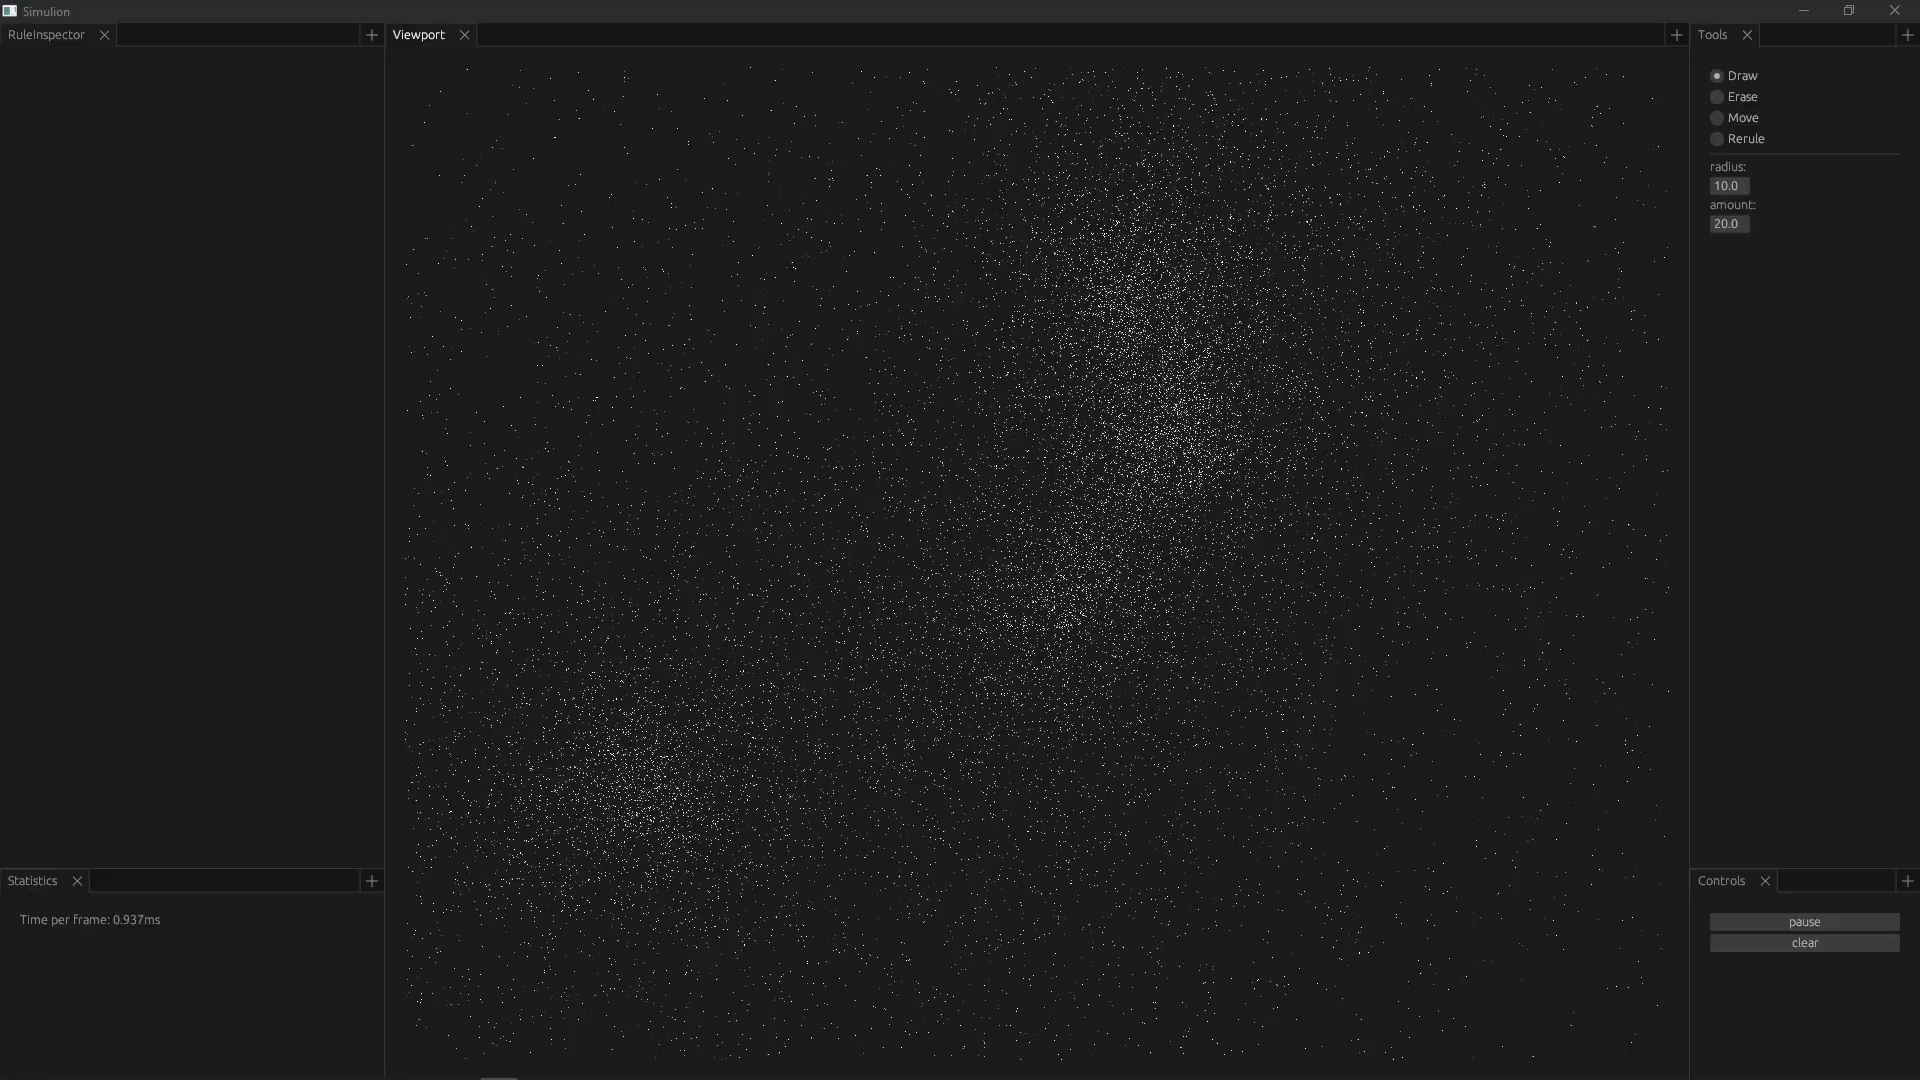 Simulion
RuleInspector
Viewport
Tools
Draw
Erase
Move
Rerule
radius:
10.0
amount:
20.0
Statistics
Time per frame: 0.937ms
Controls
pause
clear